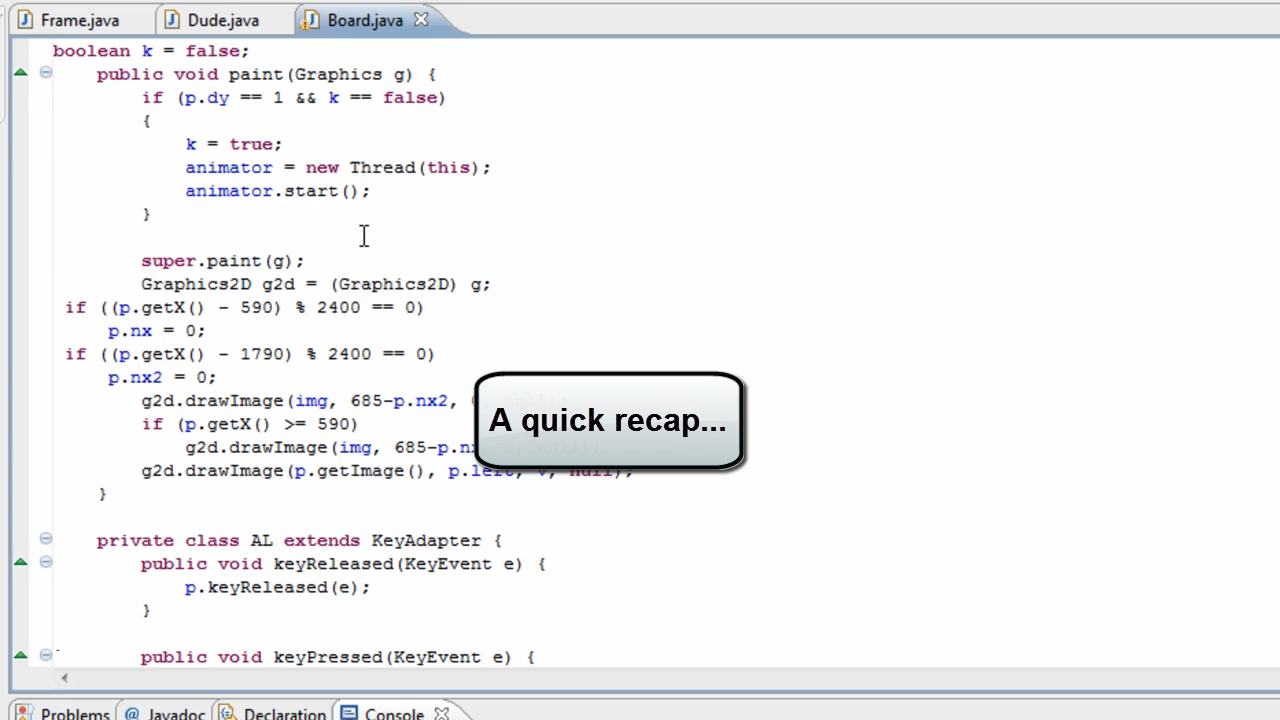 Frame.java Dude.java Board.java
boolean k = false;
public void paint(Graphics g) {
if (p.dy == 1 && k == false)
{
k = true;
animator = new Thread(this);
animator.start();
}
super.paint(g);
Graphics2D g2d = (Graphics2D) g;
if ((p.getX() - 590) % 2400 == 0)
p.nx = 0;
if ((p.getX() - 1790) % 2400 == 0)
p.nx2 = 0;
g2d.drawImage(img, 685-p.nx2,
if (p.getX() >= 590)
g2d.drawImage(img, 685-p.nx
g2d.drawImage(p.getImage(), p.left, v, null);
A quick recap...
}
private class AL extends KeyAdapter {
public void keyReleased(KeyEvent e) {
p.keyReleased(e);
}
public void keyPressed(KeyEvent e) {
Problems @ Javadoc Declaration Console